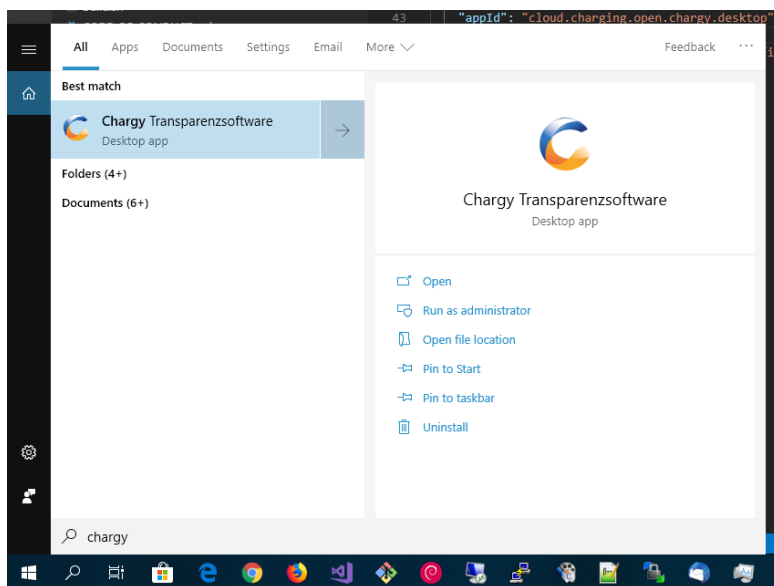 43 "appId": "cloud.charging.open.chargy.desktop"
All Apps Documents Settings Email More Feedback ...
Best match
Chargy Transparenzsoftware
Desktop app
Folders (4+)
Documents (6+)
Chargy Transparenzsoftware
Desktop app
Open
Run as administrator
Open file location
Pin to Start
Pin to taskbar
Uninstall
chargy